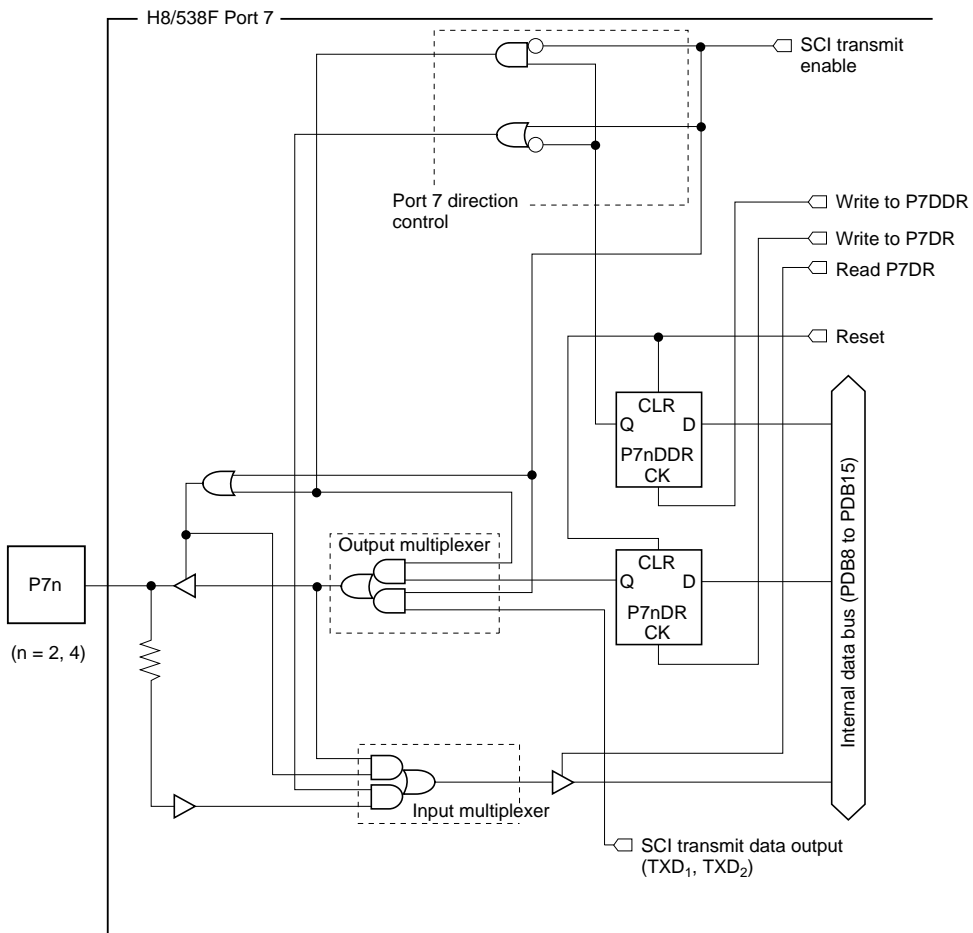 H8/538F Port 7
SCI transmit
enable
Port 7 direction
control
Write to P7DDR
Write to P7DR
Read P7DR
Reset
CLR
Q D
P7nDDR
CK
Output multiplexer
CLR
Q D
P7nDR
CK
P7n
(n = 2, 4)
Internal data bus (PDB8 to PDB15)
Input multiplexer
SCI transmit data output
(TXD₁, TXD₂)